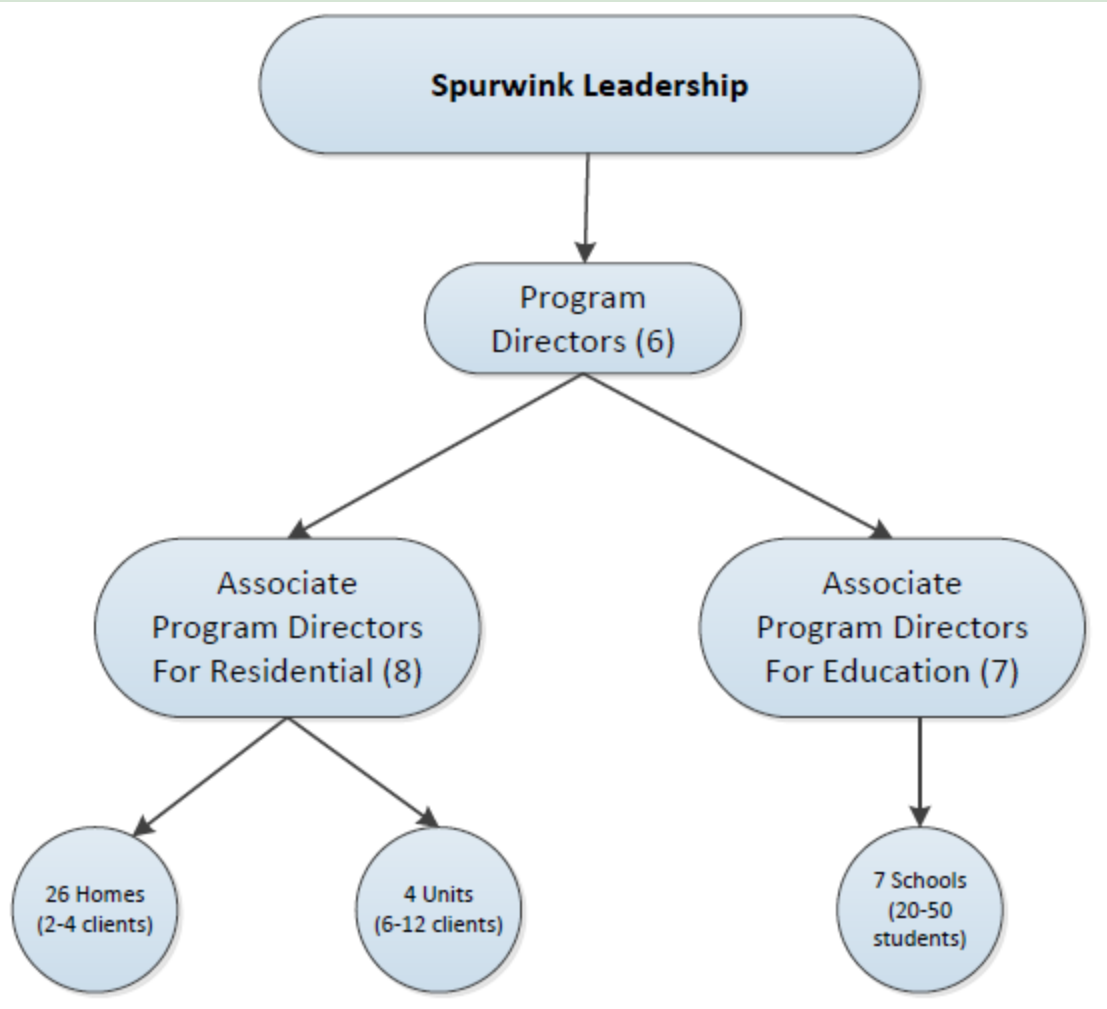 Spurwink Leadership
Program
Directors (6)
Associate
Program Directors
For Residential (8)
Associate
Program Directors
For Education (7)
26 Homes
(2-4 clients)
4 Units
(6-12 clients)
7 Schools
(20-50
students)